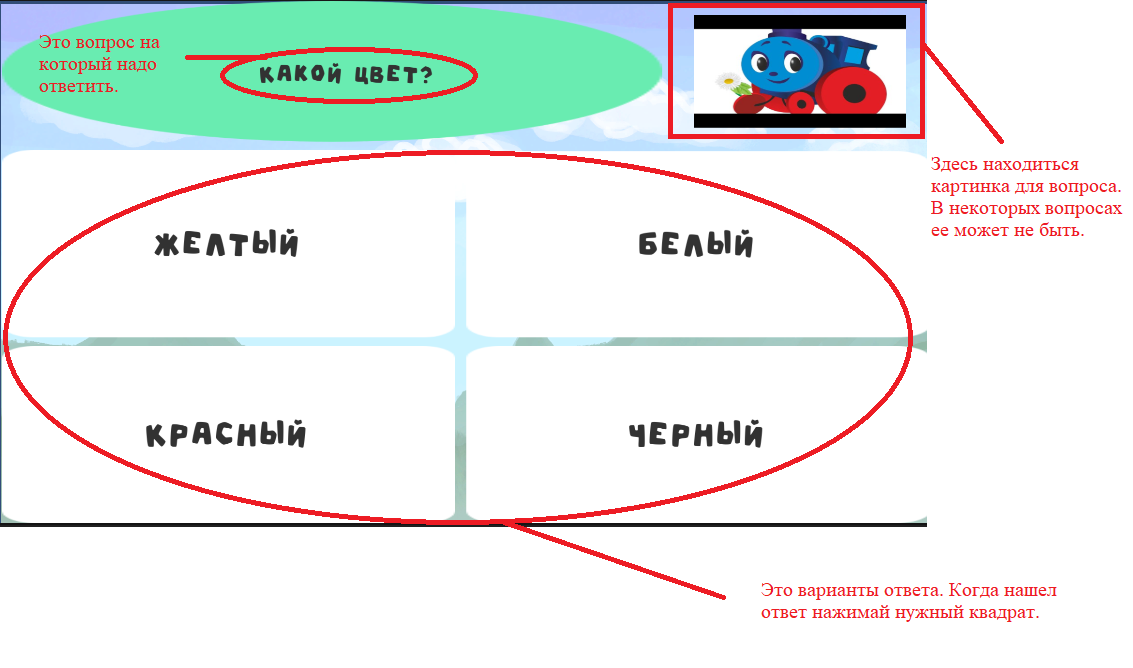 Это вопрос на
который надо
ответить.
КАКОЙ ЦВЕТ?
Здесь находиться
картинка для вопроса.
В некоторых вопросах
ее может не быть.
ЖЕЛТЫЙ
БЕЛЫЙ
КРАСНЫЙ
ЧЕРНЫЙ
Это варианты ответа. Когда нашел
ответ нажимай нужный квадрат.